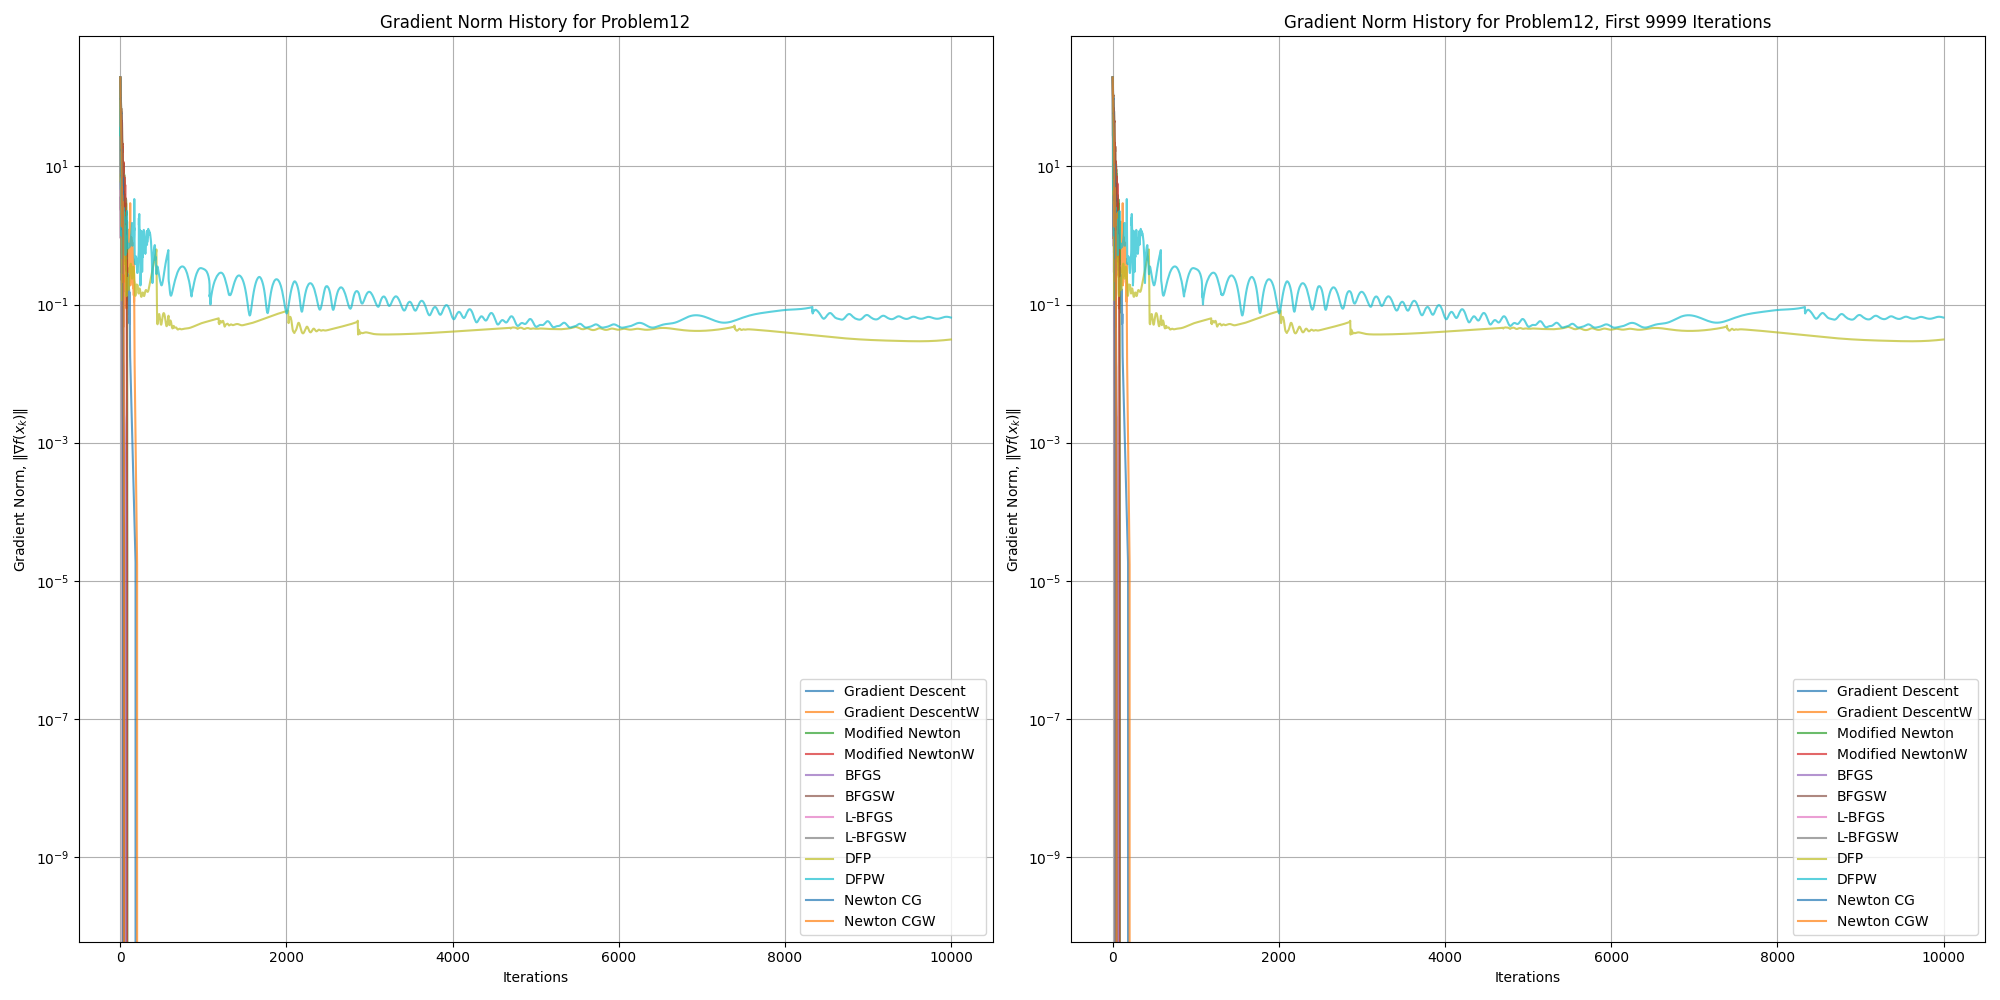 Gradient Norm History for Problem12
Gradient Norm, ‖∇f(x_k)‖
10^1
10^-1
10^-3
10^-5
10^-7
10^-9
0 2000 4000 6000 8000 10000
Iterations
Gradient Descent
Gradient DescentW
Modified Newton
Modified NewtonW
BFGS
BFGSW
L-BFGS
L-BFGSW
DFP
DFPW
Newton CG
Newton CGW
Gradient Norm History for Problem12, First 9999 Iterations
Gradient Norm, ‖∇f(x_k)‖
10^1
10^-1
10^-3
10^-5
10^-7
10^-9
0 2000 4000 6000 8000 10000
Iterations
Gradient Descent
Gradient DescentW
Modified Newton
Modified NewtonW
BFGS
BFGSW
L-BFGS
L-BFGSW
DFP
DFPW
Newton CG
Newton CGW